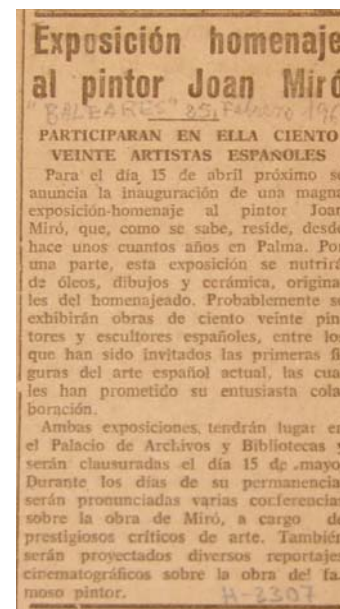 Exposición homenaje
al pintor Joan Miró
"BALEARES" 25, Febrero 196
PARTICIPARAN EN ELLA CIENTO
VEINTE ARTISTAS ESPAÑOLES
Para el día 15 de abril próximo se
anuncia la inauguración de una magna
exposición-homenaje al pintor Joan
Miró, que, como se sabe, reside, desde
hace unos cuantos años en Palma. Por
una parte, esta exposición se nutrirá
de óleos, dibujos y cerámica, origina
les del homenajeado. Probablemente se
exhibirán obras de ciento veinte pin
tores y escultores españoles, entre los
que han sido invitados las primeras fi
guras del arte español actual, las cua
les han prometido su entusiasta cola
boración.
Ambas exposiciones, tendrán lugar en
el Palacio de Archivos y Bibliotecas y
serán clausuradas el día 15 de mayo
Durante los días de su permanencia
serán pronunciadas varias conferencias
sobre la obra de Miró, a cargo de
prestigiosos críticos de arte. También
serán proyectados diversos reportajes
cinematográficos sobre la obra del fa
moso pintor.
H-3307